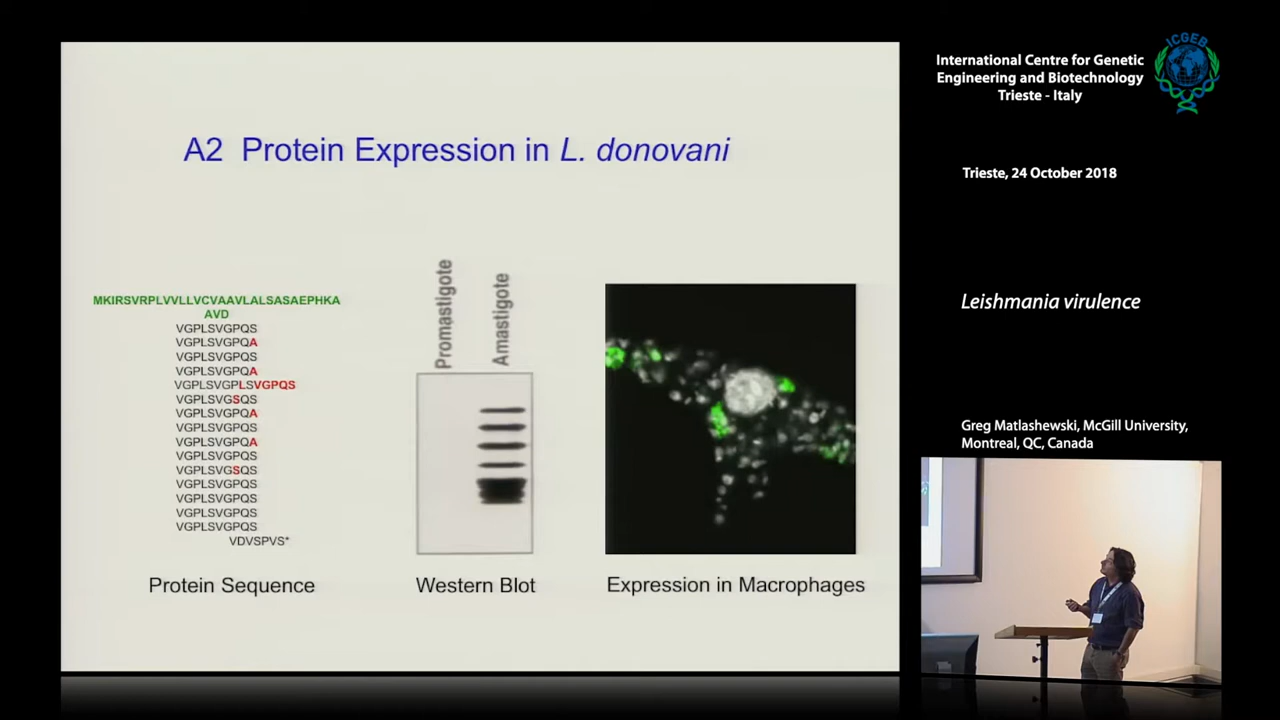 A2 Protein Expression in L. donovani
MKIRSVRPLVVLLVCVAAVLALSASAEPHKA
AVD
VGPLSVGPQS
VGPLSVGPQA
VGPLSVGPQS
VGPLSVGPQA
VGPLSVGPLSVGPQS
VGPLSVGSQS
VGPLSVGPQA
VGPLSVGPQS
VGPLSVGPQA
VGPLSVGPQS
VGPLSVGSQS
VGPLSVGPQS
VGPLSVGPQS
VGPLSVGPQS
VGPLSVGPQS
VDVSPVS*
Protein Sequence
Promastigote
Amastigote
Western Blot
Expression in Macrophages
International Centre for Genetic
Engineering and Biotechnology
Trieste - Italy
ICGEB
Trieste, 24 October 2018
Leishmania virulence
Greg Matlashewski, McGill University,
Montreal, QC, Canada